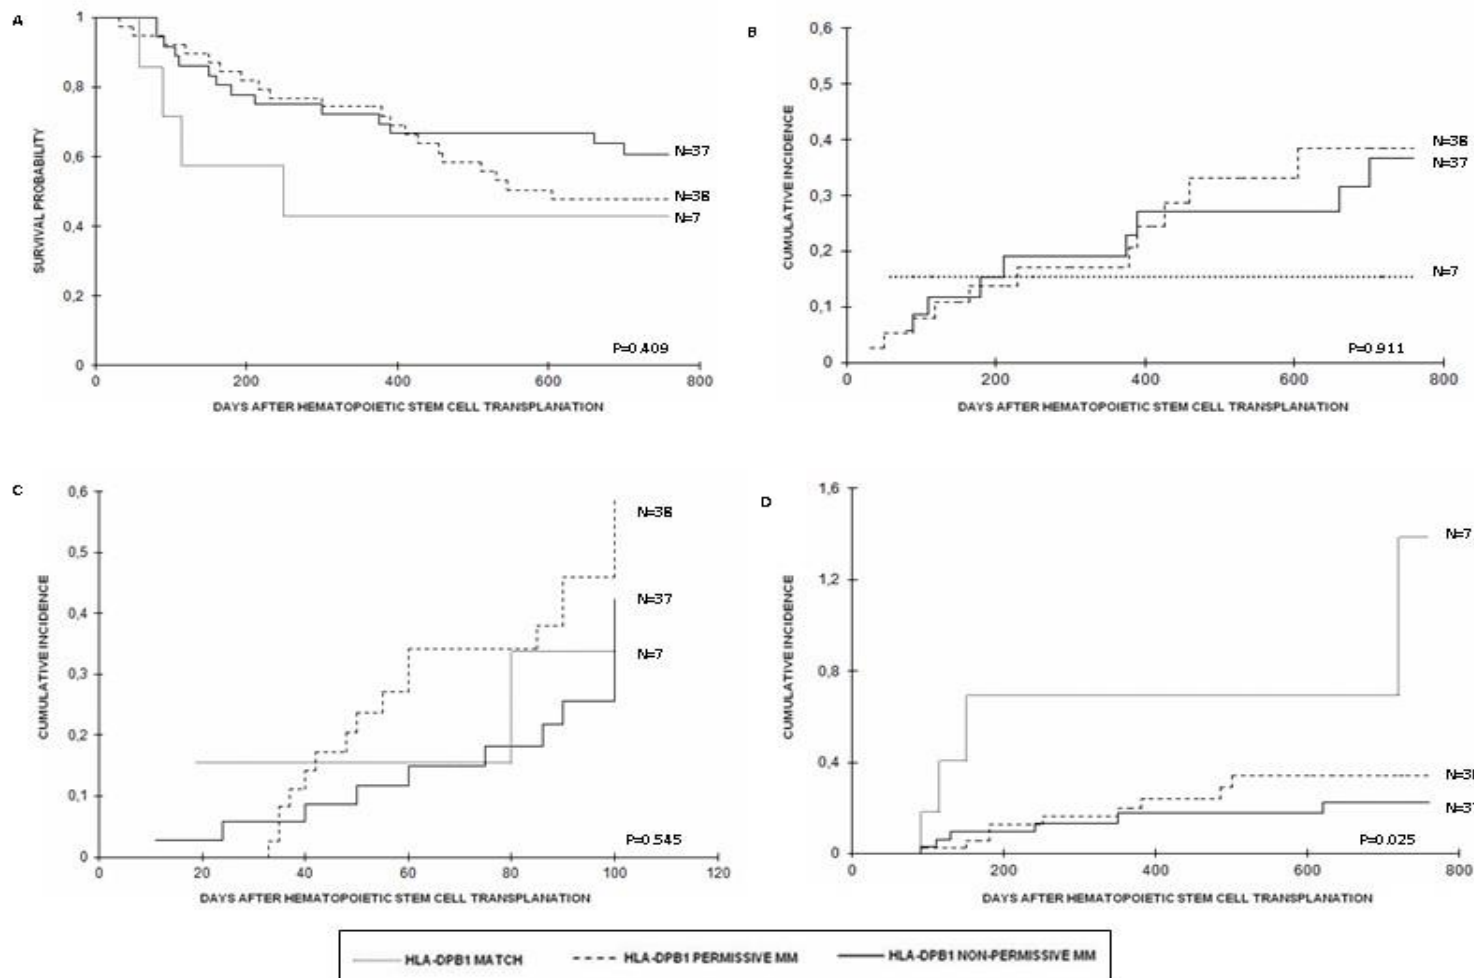 A
1
0,8
0,6
0,4
0,2
0
SURVIVAL PROBABILITY
N=37
N=38
N=7
P=0.409
0 200 400 600 800
DAYS AFTER HEMATOPOIETIC STEM CELL TRANSPLANATION
B
0,6
0,5
0,4
0,3
0,2
0,1
0
CUMULATIVE INCIDENCE
N=38
N=37
N=7
P=0.911
0 200 400 600 800
DAYS AFTER HEMATOPOIETIC STEM CELL TRANSPLANATION
C
0,6
0,5
0,4
0,3
0,2
0,1
0
CUMULATIVE INCIDENCE
N=38
N=37
N=7
P=0.545
0 20 40 60 80 100 120
DAYS AFTER HEMATOPOIETIC STEM CELL TRANSPLANATION
D
1,6
1,2
0,8
0,4
0
CUMULATIVE INCIDENCE
N=7
P=0.025
0 200 400 600 800
DAYS AFTER HEMATOPOIETIC STEM CELL TRANSPLANATION
HLA-DPB1 MATCH HLA-DPB1 PERMISSIVE MM HLA-DPB1 NON-PERMISSIVE MM